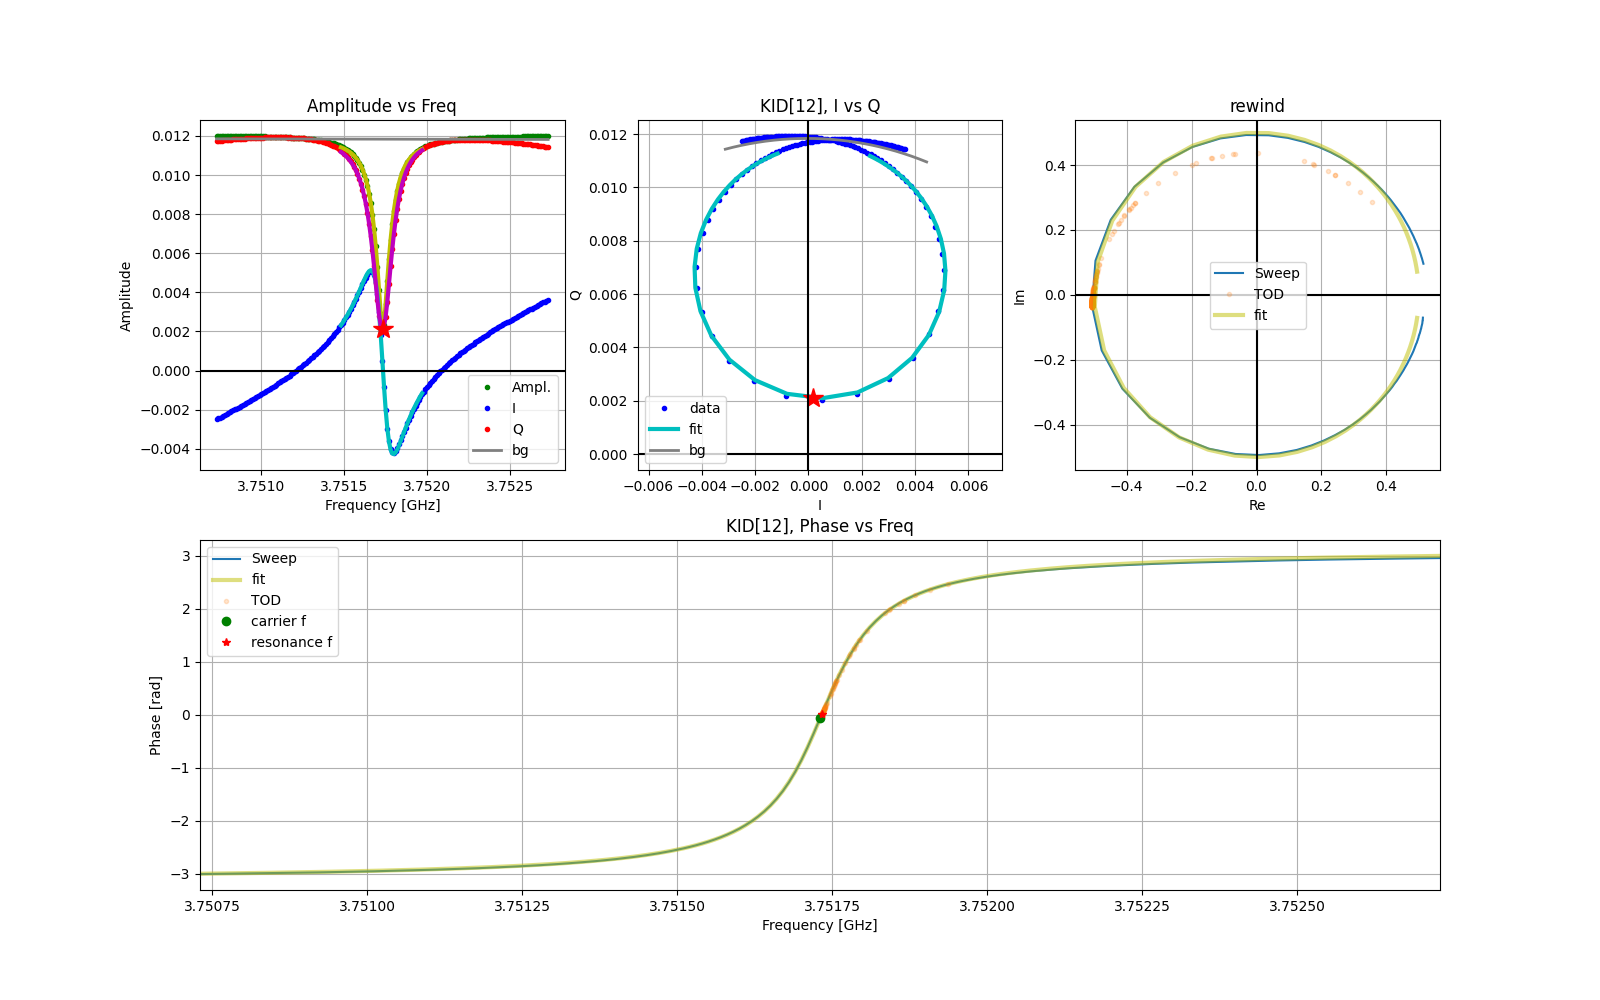 Amplitude vs Freq
0.012
0.010
0.008
0.006
0.004
0.002
0.000
−0.002
−0.004
Amplitude
3.7510
3.7515
3.7520
3.7525
Frequency [GHz]
Ampl.
I
Q
bg
KID[12], I vs Q
0.012
0.010
0.008
0.006
0.004
0.002
0.000
Q
−0.006
−0.004
−0.002
0.000
0.002
0.004
0.006
I
data
fit
bg
rewind
0.4
0.2
0.0
−0.2
−0.4
Im
−0.4
−0.2
0.0
0.2
0.4
Re
Sweep
TOD
fit
KID[12], Phase vs Freq
3
2
1
0
−1
−2
−3
Phase [rad]
3.75075
3.75100
3.75125
3.75150
3.75175
3.75200
3.75225
3.75250
Frequency [GHz]
Sweep
fit
TOD
carrier f
resonance f